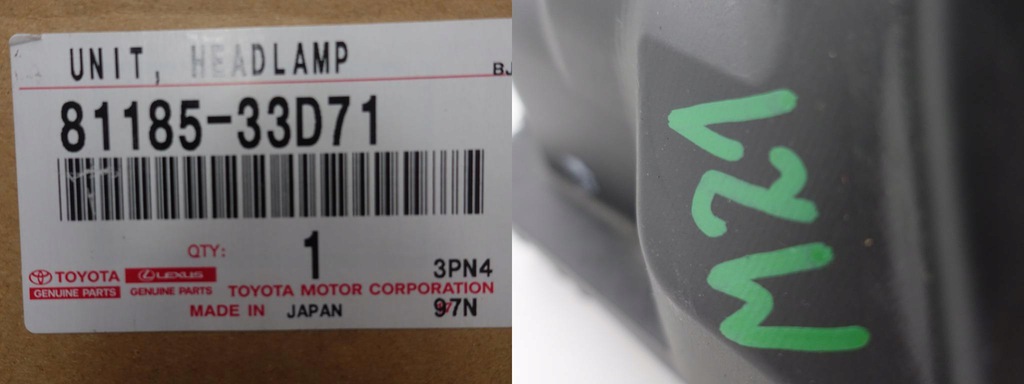 UNIT, HEADLAMP
BJ
81185-33D71
QTY: 1
3PN4
TOYOTA GENUINE PARTS
LEXUS GENUINE PARTS
TOYOTA MOTOR CORPORATION
MADE IN JAPAN
97N
L2W